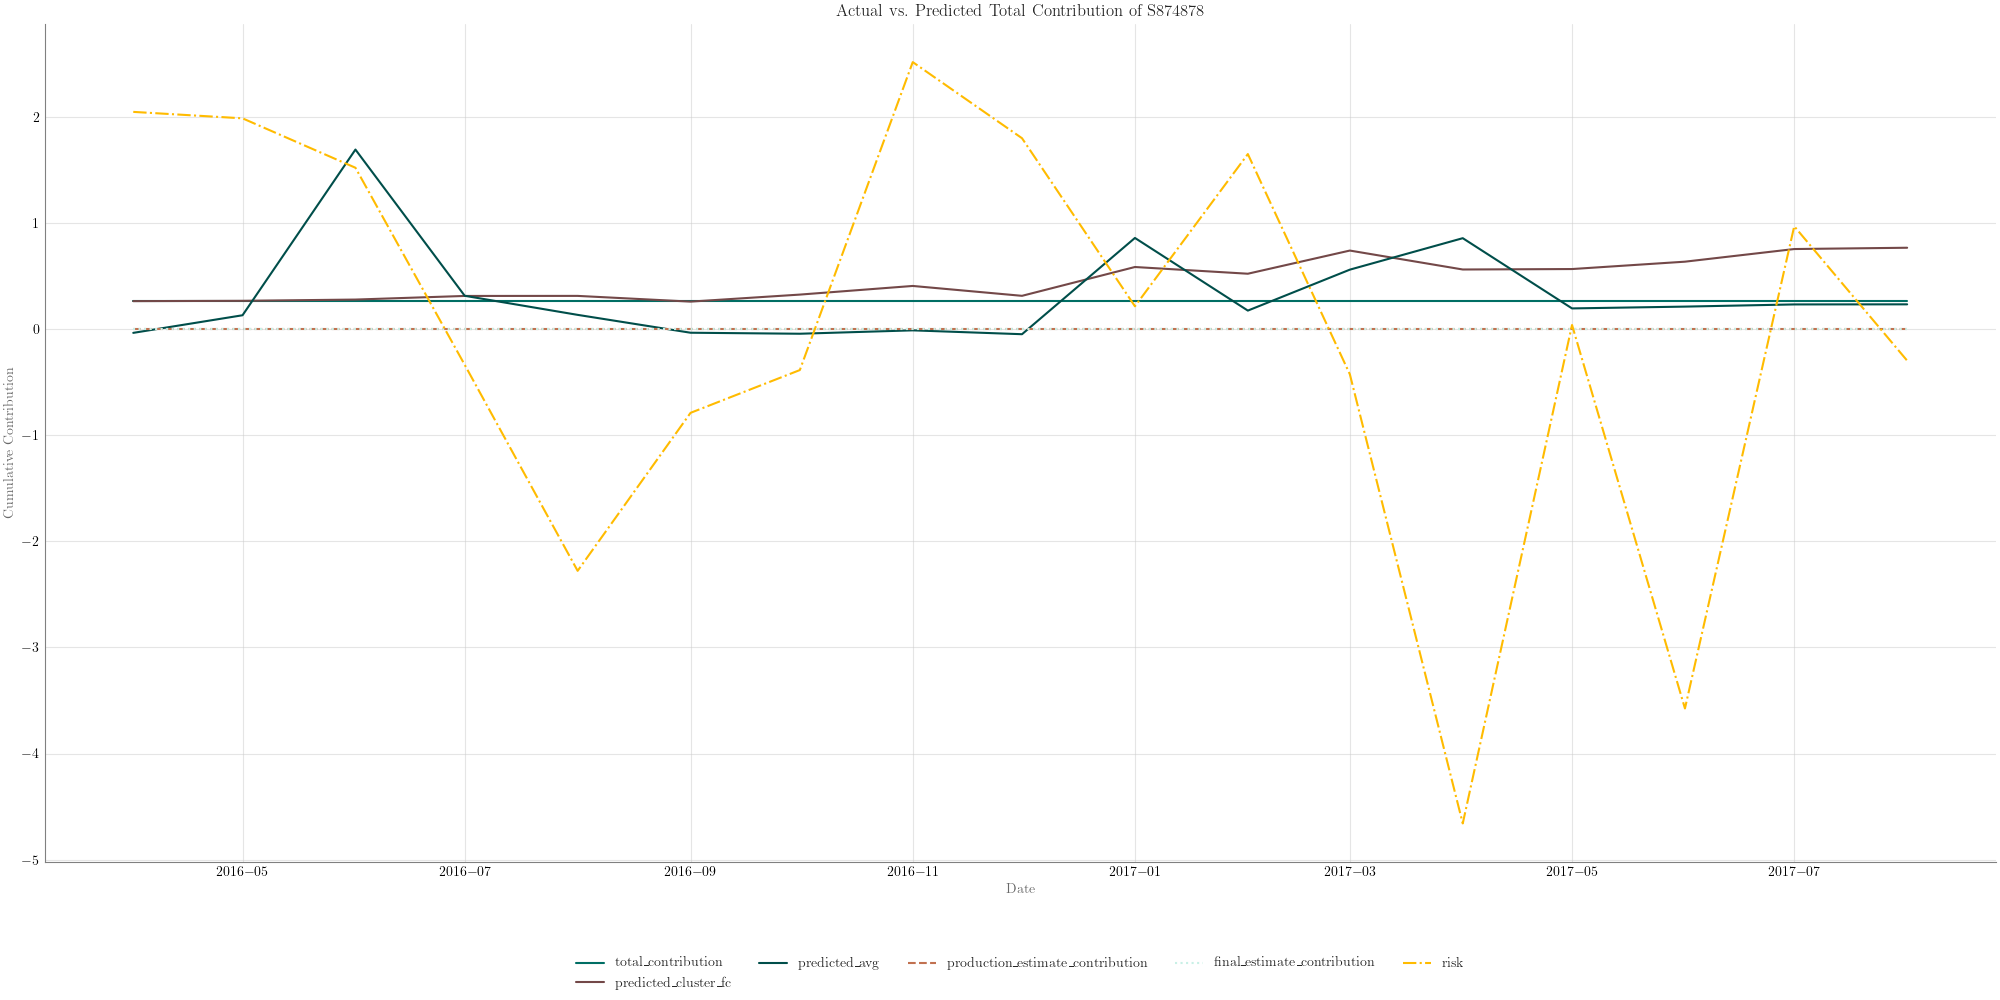 Actual vs. Predicted Total Contribution of S874878
Cumulative Contribution
2
1
0
−1
−2
−3
−4
−5
2016−05 2016−07 2016−09 2016−11 2017−01 2017−03 2017−05 2017−07
Date
total_contribution predicted_avg production_estimate_contribution final_estimate_contribution risk
predicted_cluster_fc